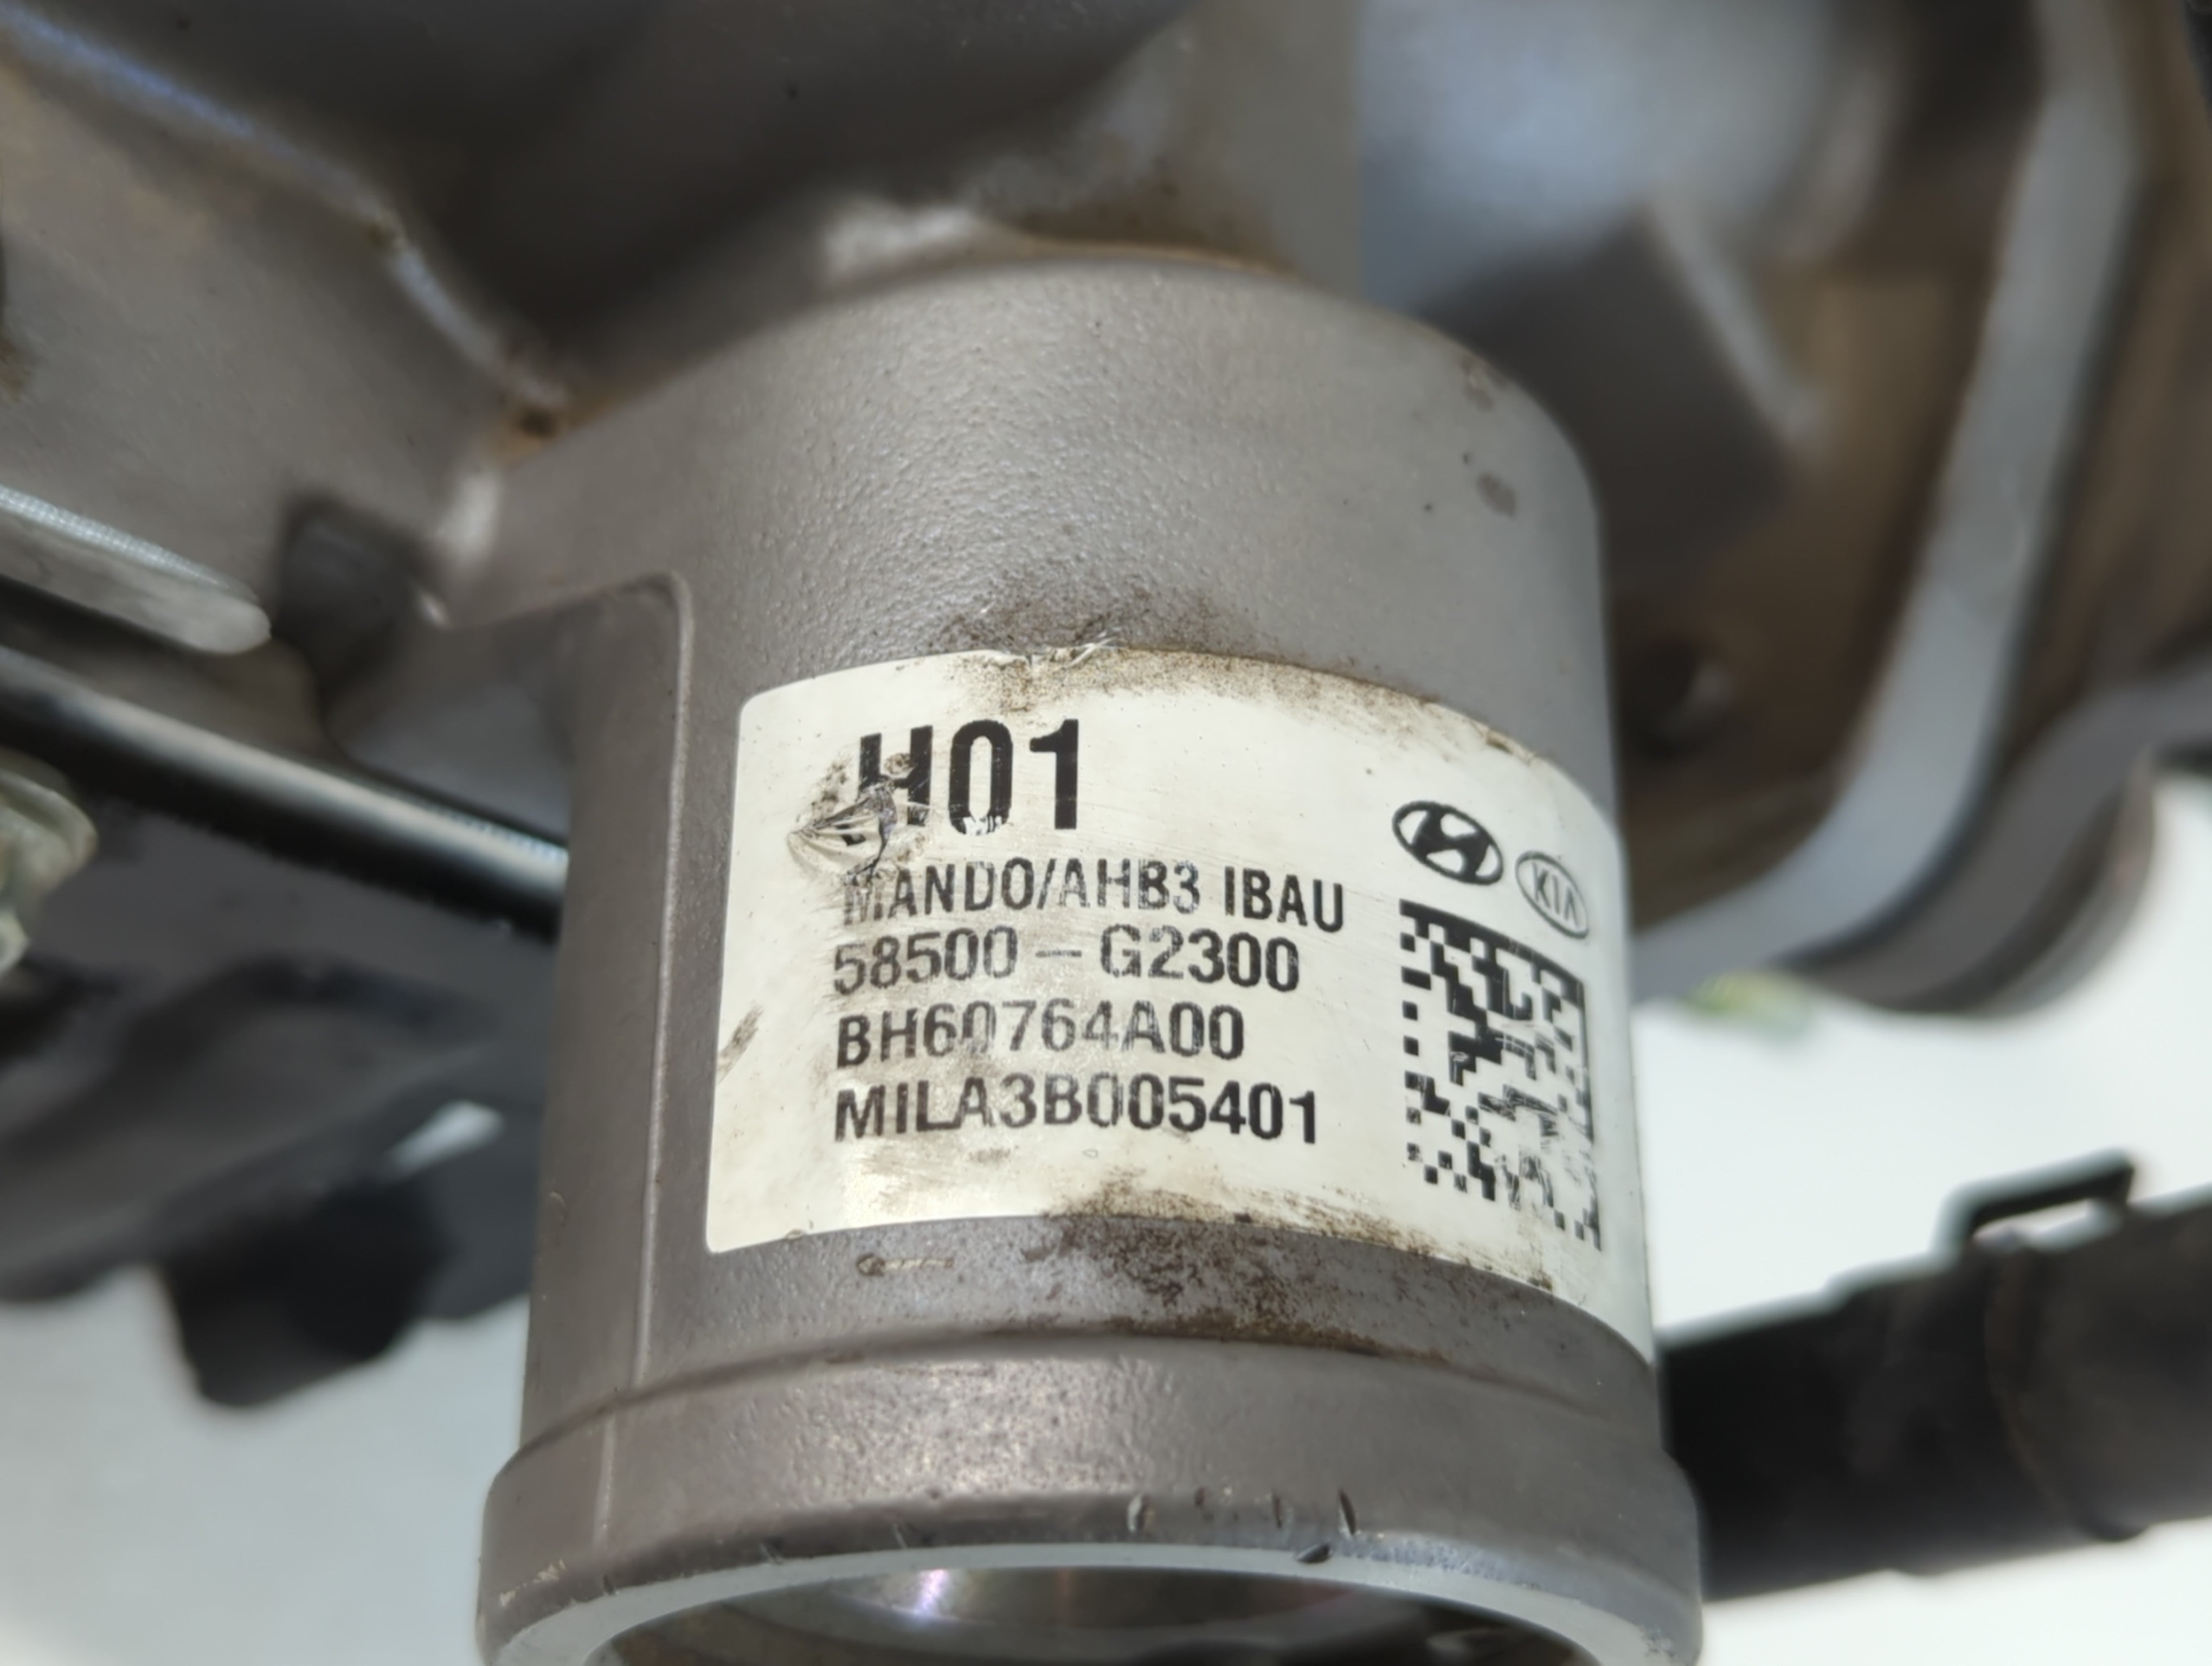 H01
MANDO/AHB3 IBAU
58500-G2300
BH60764A00
MILA3B005401
KIA